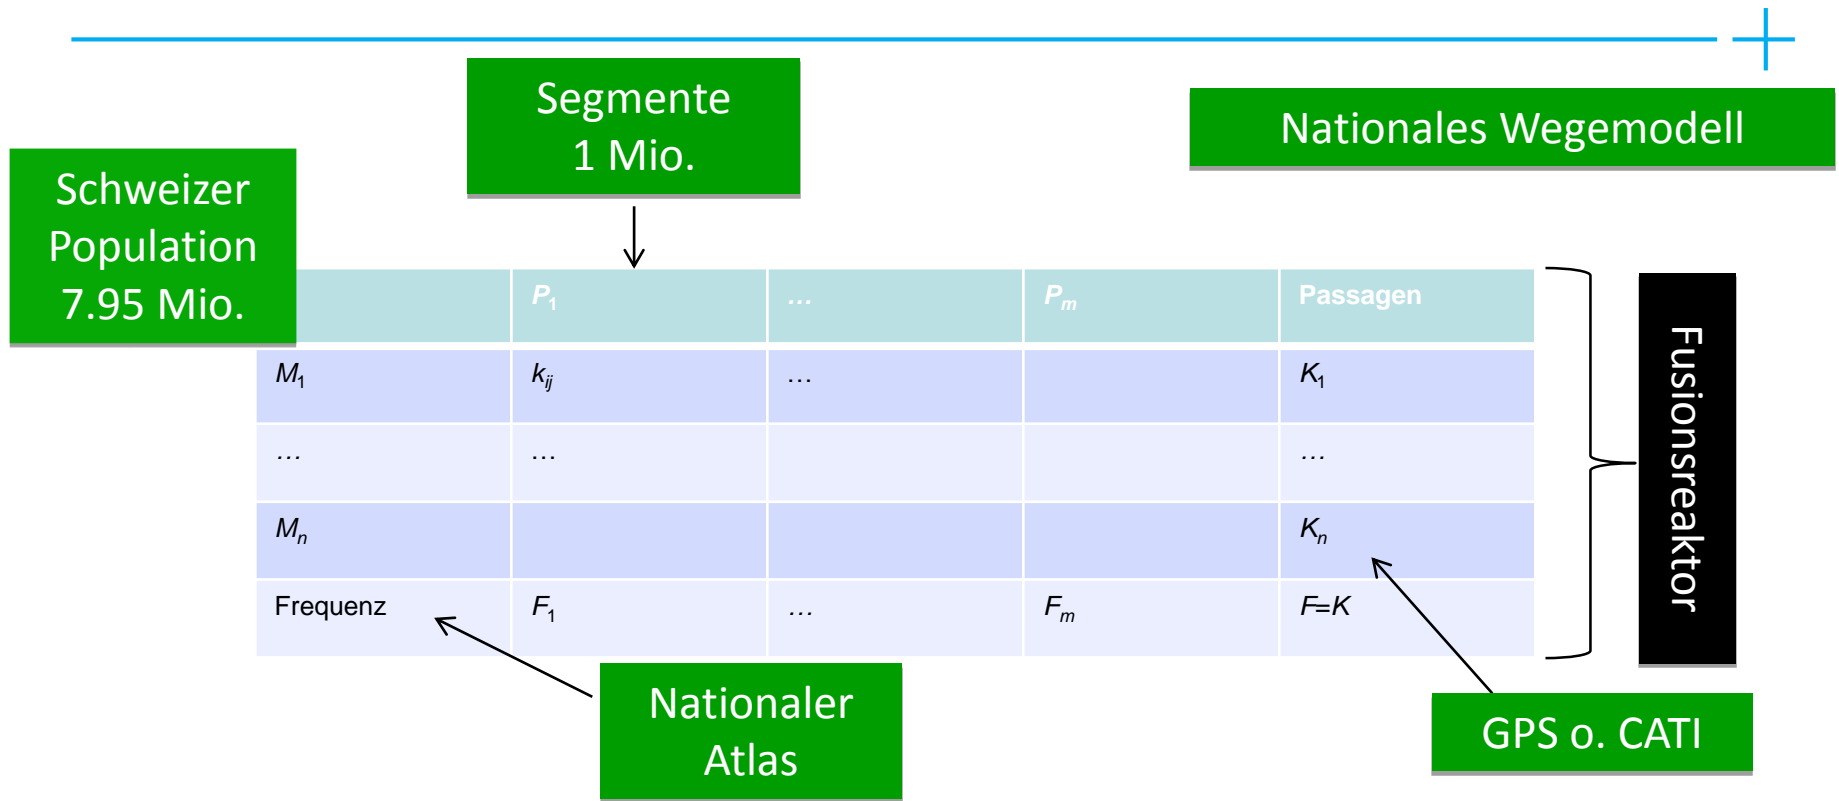 Segmente
1 Mio.
Nationales Wegemodell
Schweizer
Population
7.95 Mio.
P1 … Pm Passagen
M1 kij … K1
… … …
Mn Kn
Frequenz F1 … Fm F=K
Fusionsreaktor
Nationaler
Atlas
GPS o. CATI